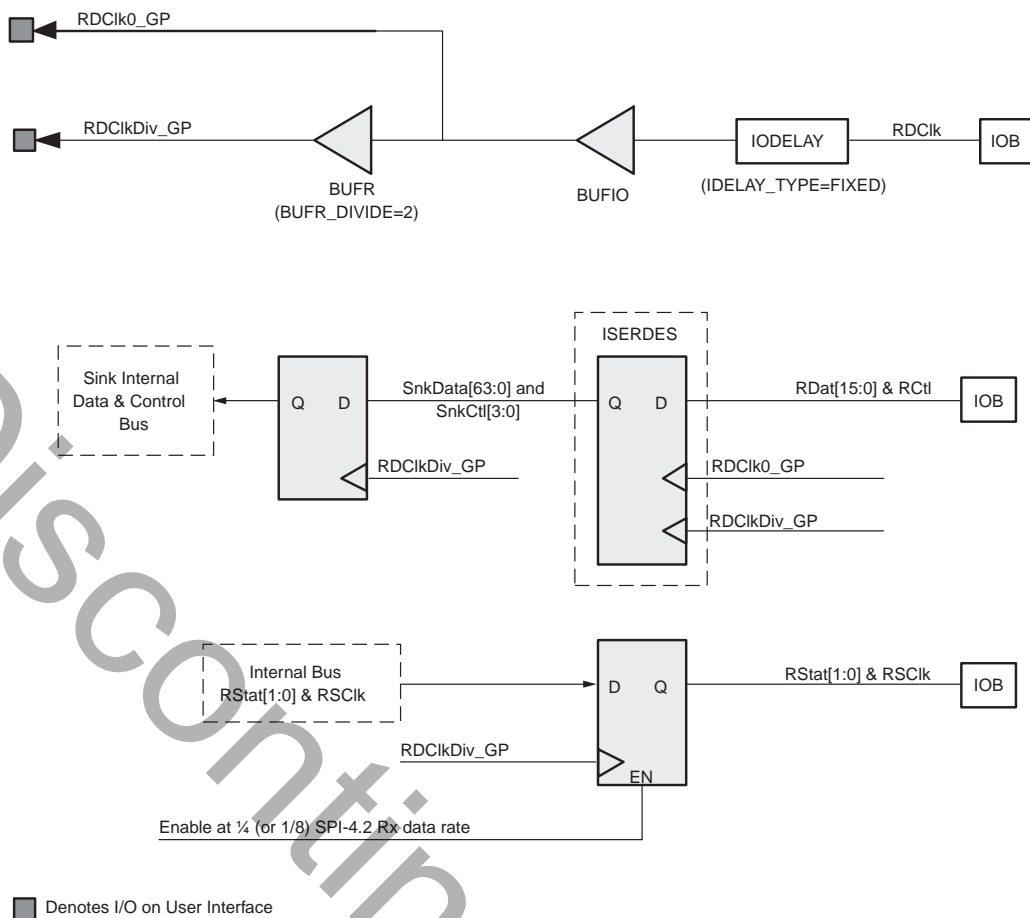 RDClk0_GP
RDClkDiv_GP
BUFR
(BUFR_DIVIDE=2)
BUFIO
IODELAY
(IDELAY_TYPE=FIXED)
RDClk
IOB
ISERDES
Sink Internal
Data & Control
Bus
Q D
SnkData[63:0] and
SnkCtl[3:0]
RDClkDiv_GP
Q D
RDat[15:0] & RCtl
IOB
RDClk0_GP
RDClkDiv_GP
Internal Bus
RStat[1:0] & RSClk
D Q
RStat[1:0] & RSClk
IOB
RDClkDiv_GP
EN
Enable at ¼ (or 1/8) SPI-4.2 Rx data rate
Denotes I/O on User Interface
Discontin